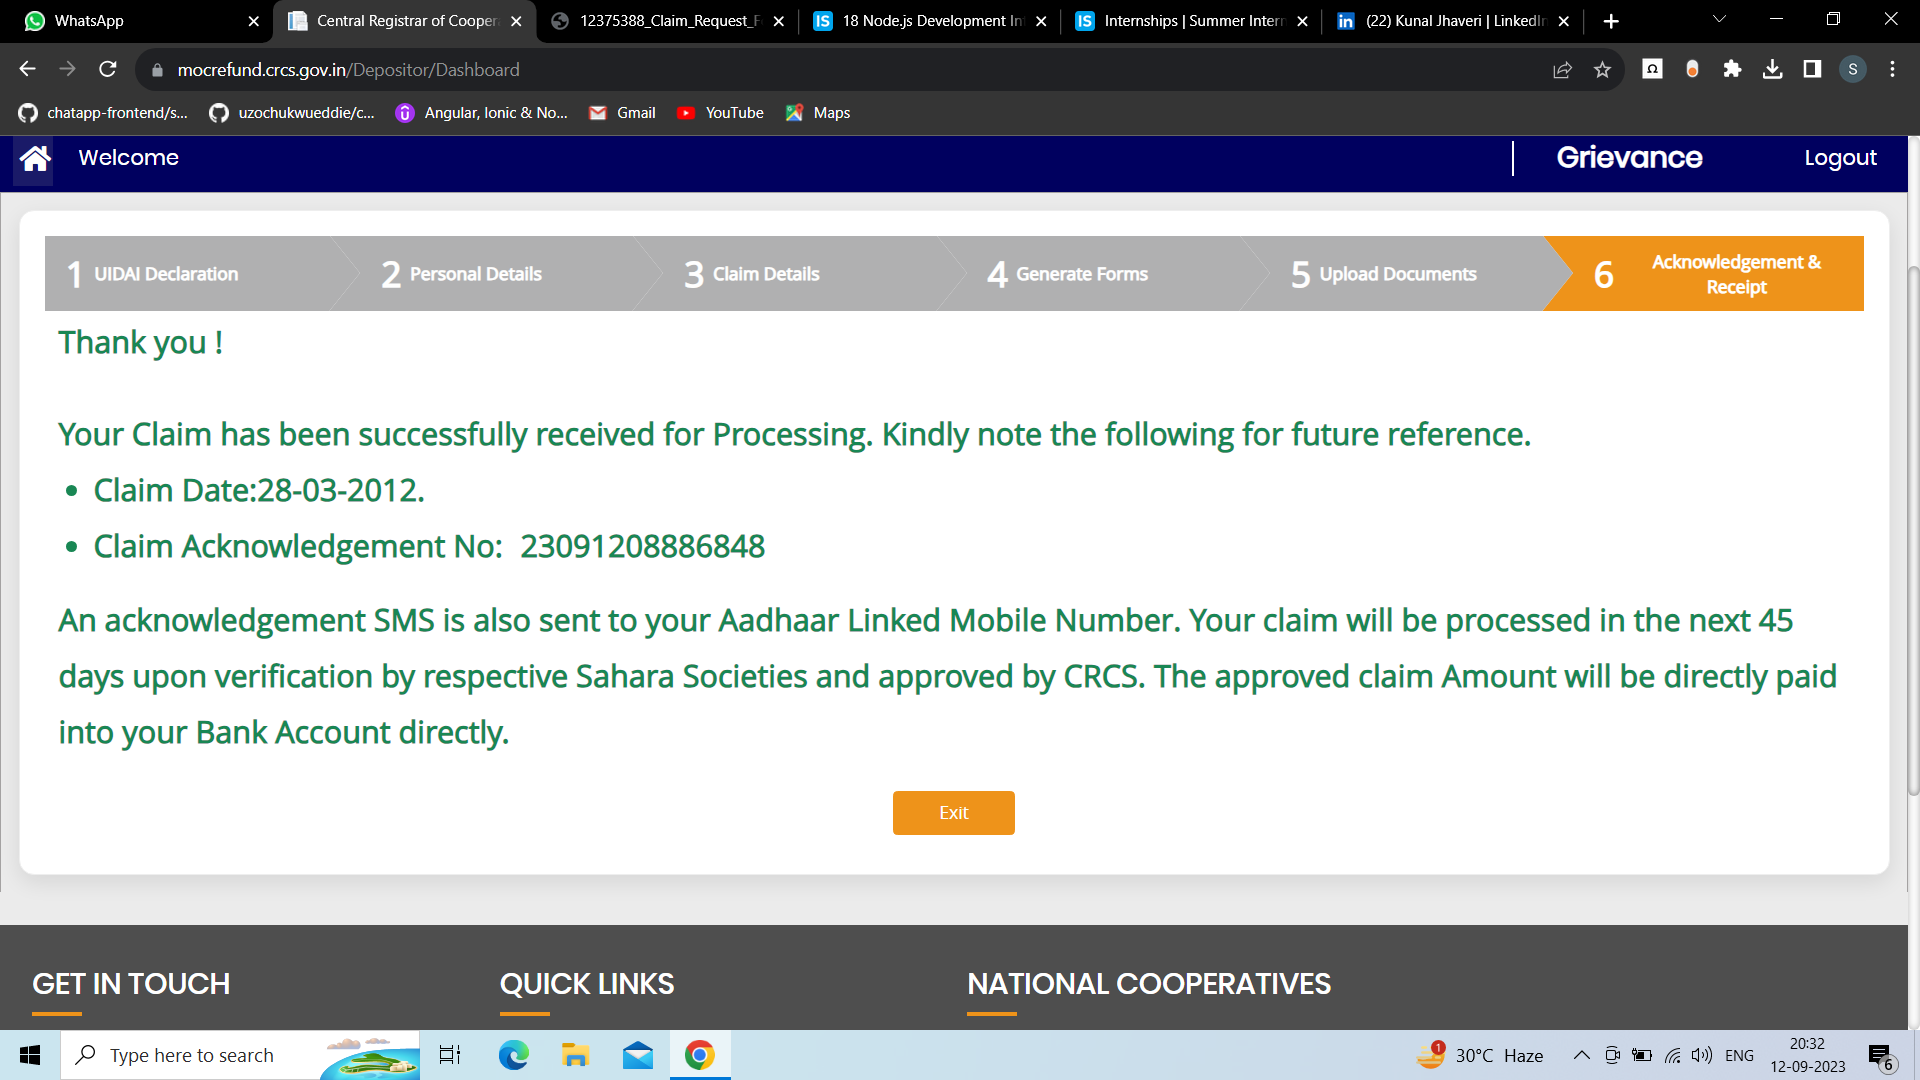 WhatsApp
Central Registrar of Cooper
12375388_Claim_Request_F
IS 18 Node.js Development In
IS Internships | Summer Intern
in (22) Kunal Jhaveri | LinkedIn
mocrefund.crcs.gov.in/Depositor/Dashboard
S
chatapp-frontend/s...
uzochukwueddie/c...
Angular, Ionic & No...
Gmail
YouTube
Maps
Welcome
Grievance
Logout
1 UIDAI Declaration
2 Personal Details
3 Claim Details
4 Generate Forms
5 Upload Documents
6 Acknowledgement &
Receipt
Thank you !
Your Claim has been successfully received for Processing. Kindly note the following for future reference.
• Claim Date:28-03-2012.
• Claim Acknowledgement No: 23091208886848
An acknowledgement SMS is also sent to your Aadhaar Linked Mobile Number. Your claim will be processed in the next 45
days upon verification by respective Sahara Societies and approved by CRCS. The approved claim Amount will be directly paid
into your Bank Account directly.
Exit
GET IN TOUCH
QUICK LINKS
NATIONAL COOPERATIVES
Type here to search
1
30°C Haze
ENG
20:32
12-09-2023
6